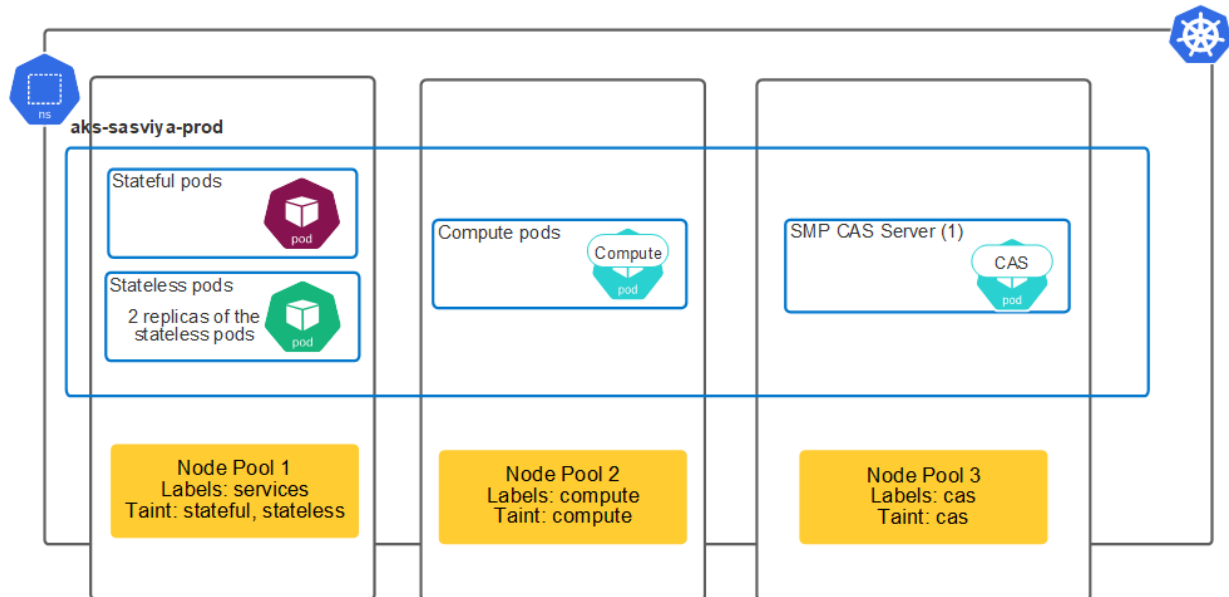 ns
aks-sasviya-prod
Stateful pods
pod
Stateless pods
2 replicas of the
stateless pods
pod
Compute pods
Compute
pod
SMP CAS Server (1)
CAS
pod
Node Pool 1
Labels: services
Taint: stateful, stateless
Node Pool 2
Labels: compute
Taint: compute
Node Pool 3
Labels: cas
Taint: cas